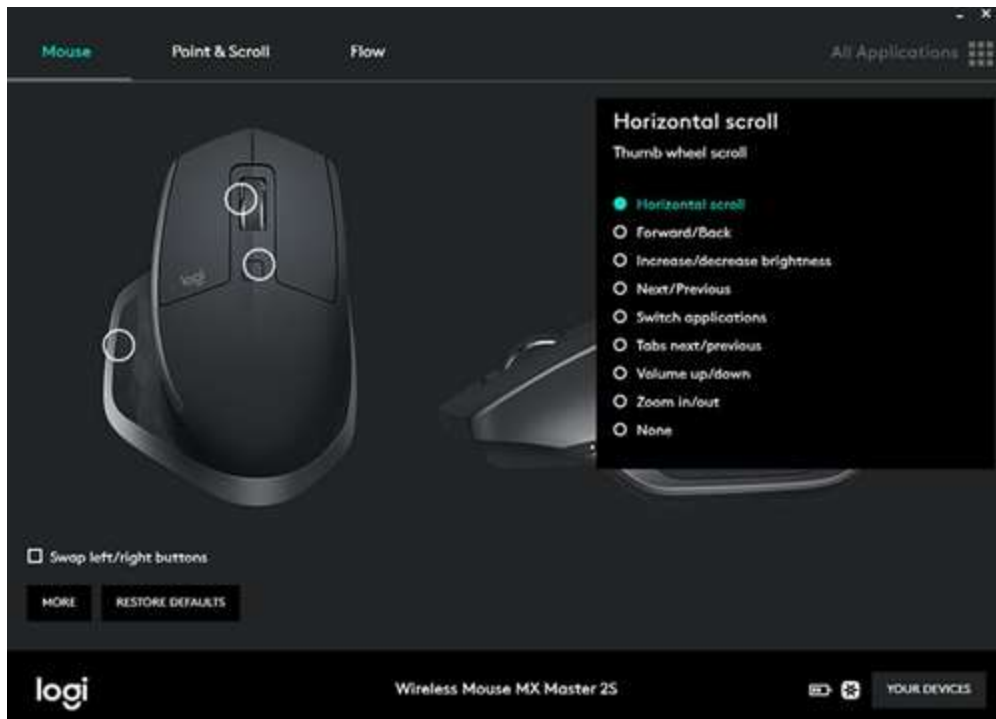 Mouse
Point & Scroll
Flow
All Applications
Horizontal scroll
Thumb wheel scroll
Horizontal scroll
Forward/Back
Increase/decrease brightness
Next/Previous
Switch applications
Tabs next/previous
Volume up/down
Zoom in/out
None
logi
Swap left/right buttons
MORE
RESTORE DEFAULTS
logi
Wireless Mouse MX Master 2S
YOUR DEVICES